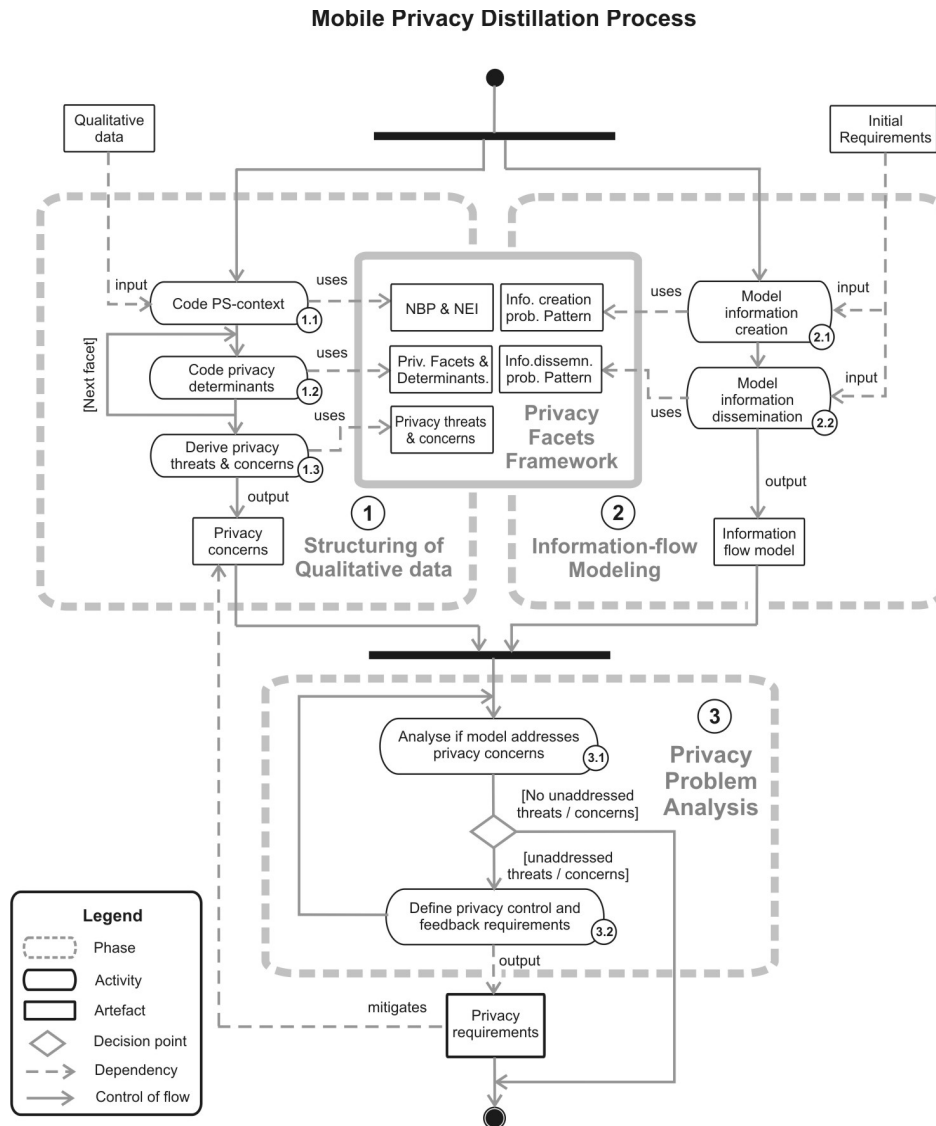 Mobile Privacy Distillation Process
Qualitative
data
Initial
Requirements
input
uses
Code PS-context
1.1
NBP & NEI
Info. creation
prob. Pattern
uses
Model
information
creation
2.1
input
[Next facet]
Code privacy
determinants
1.2
uses
Priv. Facets &
Determinants.
Info.dissemn.
prob. Pattern
uses
Model
information
dissemination
2.2
input
Derive privacy
threats & concerns
1.3
uses
Privacy threats
& concerns
Privacy
Facets
Framework
output
output
Privacy
concerns
1
Structuring of
Qualitative data
2
Information-flow
Modeling
Information
flow model
3
Privacy
Problem
Analysis
Analyse if model addresses
privacy concerns
3.1
[No unaddressed
threats / concerns]
[unaddressed
threats / concerns]
Define privacy control and
feedback requirements
3.2
output
mitigates
Privacy
requirements
Legend
Phase
Activity
Artefact
Decision point
Dependency
Control of flow